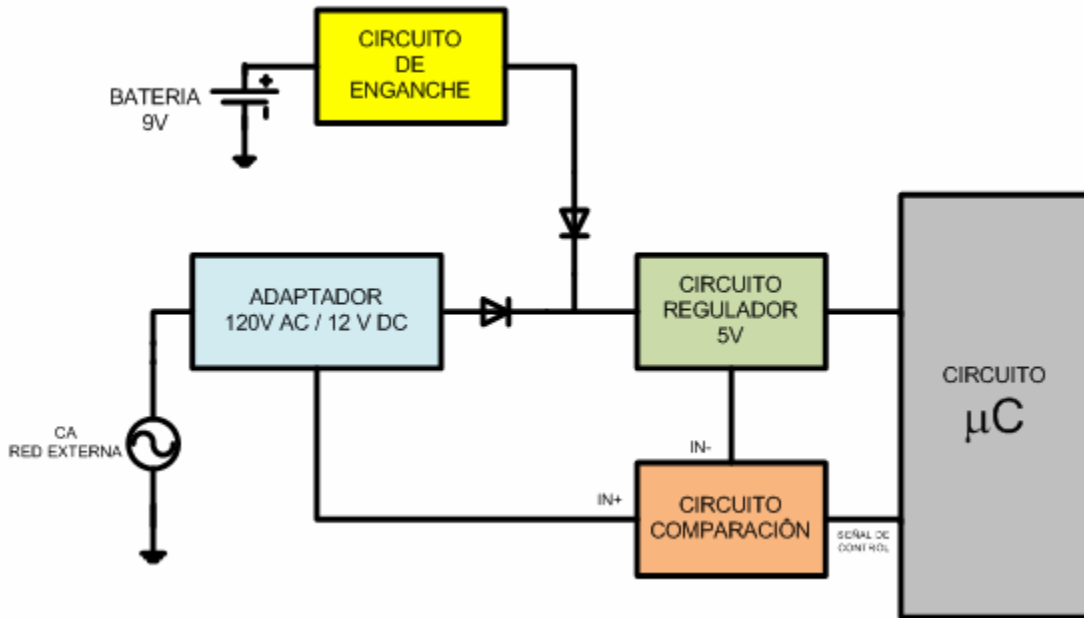 CIRCUITO
DE
ENGANCHE
BATERIA
9V
+
ADAPTADOR
120V AC / 12 V DC
CIRCUITO
REGULADOR
5V
CIRCUITO
μC
CA
RED EXTERNA
IN-
IN+
CIRCUITO
COMPARACIÓN
SEÑAL DE
CONTROL